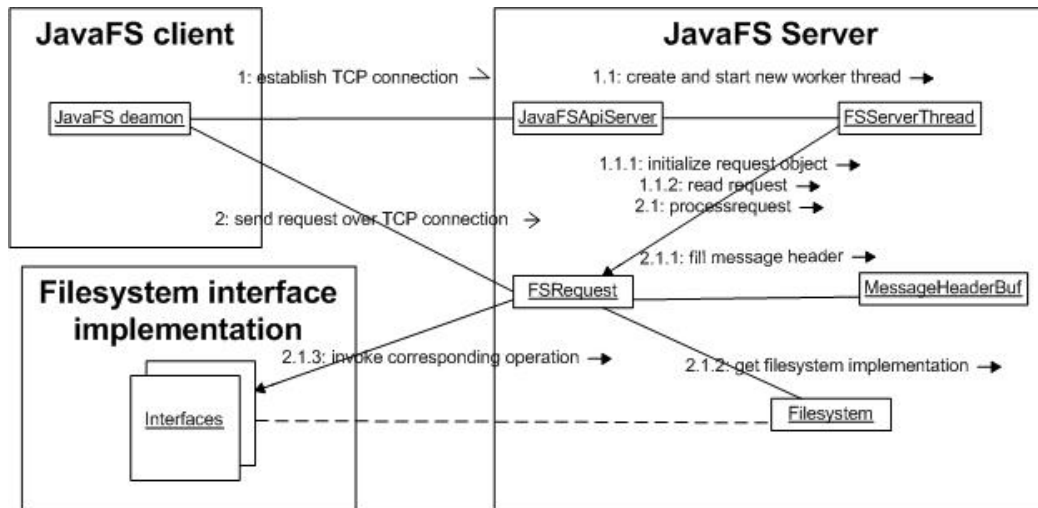 JavaFS client
JavaFS Server
1: establish TCP connection
1.1: create and start new worker thread
JavaFS deamon
JavaFSApiServer
FSServerThread
1.1.1: initialize request object
1.1.2: read request
2.1: processrequest
2: send request over TCP connection
2.1.1: fill message header
FSRequest
MessageHeaderBuf
Filesystem interface
implementation
2.1.3: invoke corresponding operation
2.1.2: get filesystem implementation
Interfaces
Filesystem